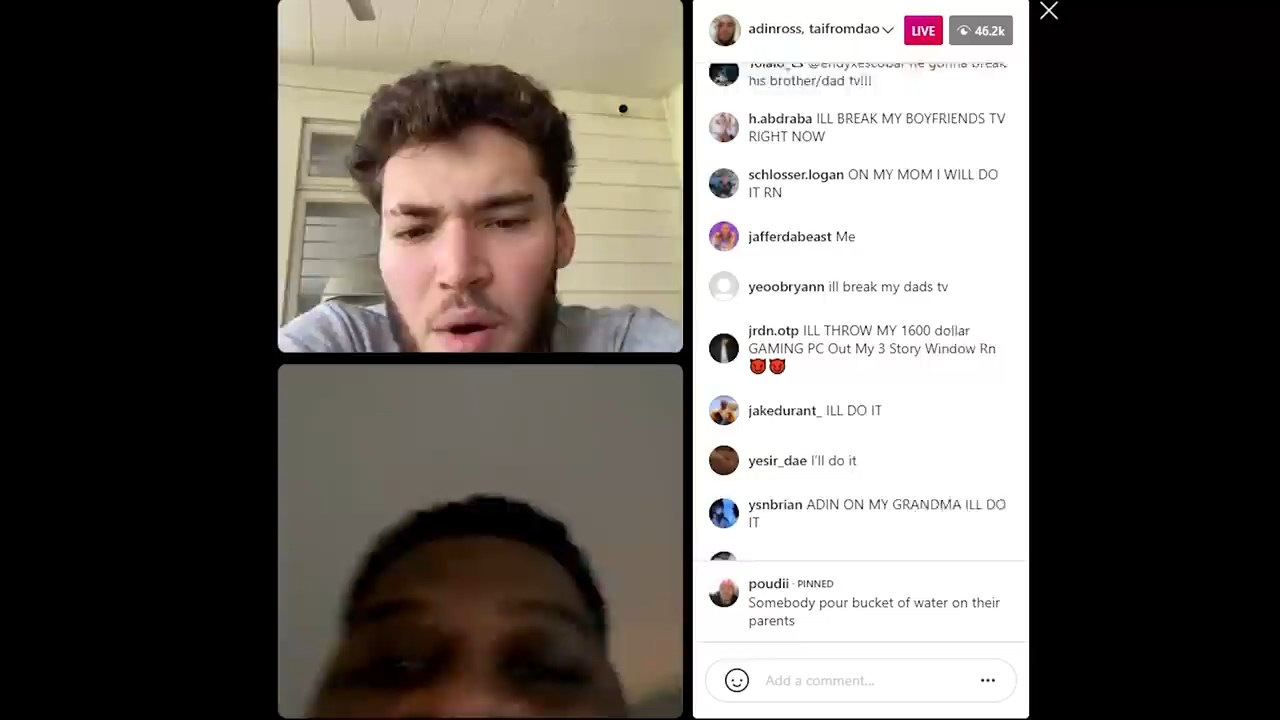 adinross, taifromdao
LIVE
46.2k
his brother/dad tv!!!
h.abdraba ILL BREAK MY BOYFRIENDS TV
RIGHT NOW
schlosser.logan ON MY MOM I WILL DO
IT RN
jafferdabeast Me
yeoobryann ill break my dads tv
jrdn.otp ILL THROW MY 1600 dollar
GAMING PC Out My 3 Story Window Rn
😈😈
jakedurant_ ILL DO IT
yesir_dae I'll do it
ysnbrian ADIN ON MY GRANDMA ILL DO
IT
poudii · PINNED
Somebody pour bucket of water on their
parents
Add a comment...